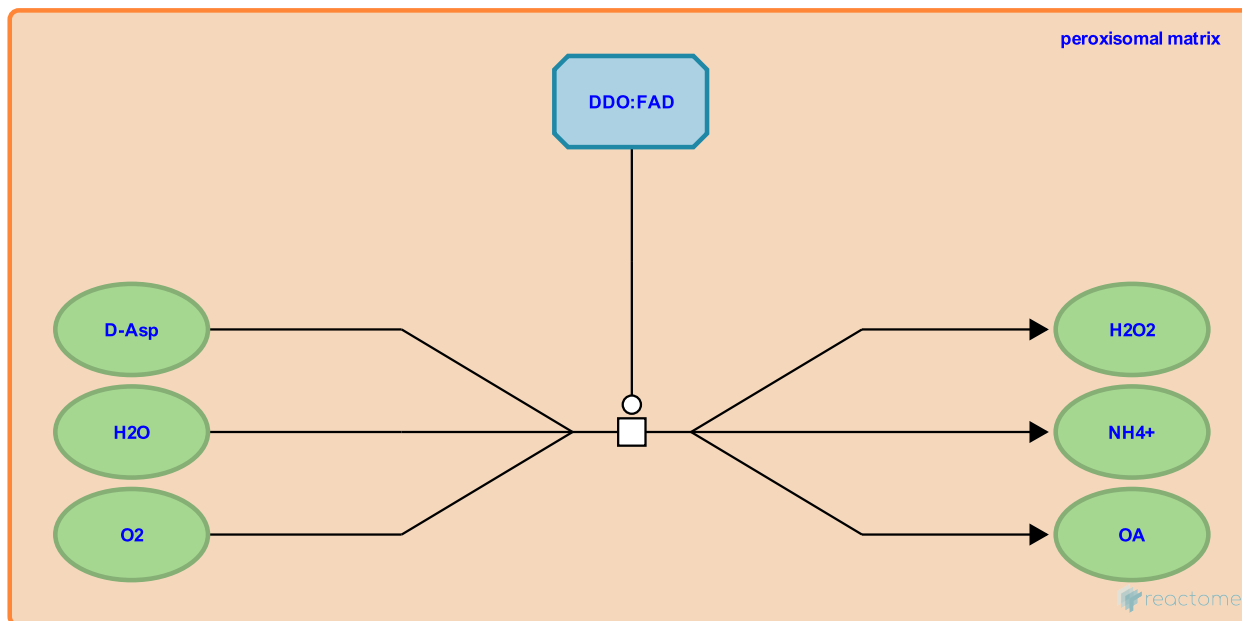 peroxisomal matrix
DDO:FAD
D-Asp
H2O2
H2O
NH4+
O2
OA
reactome